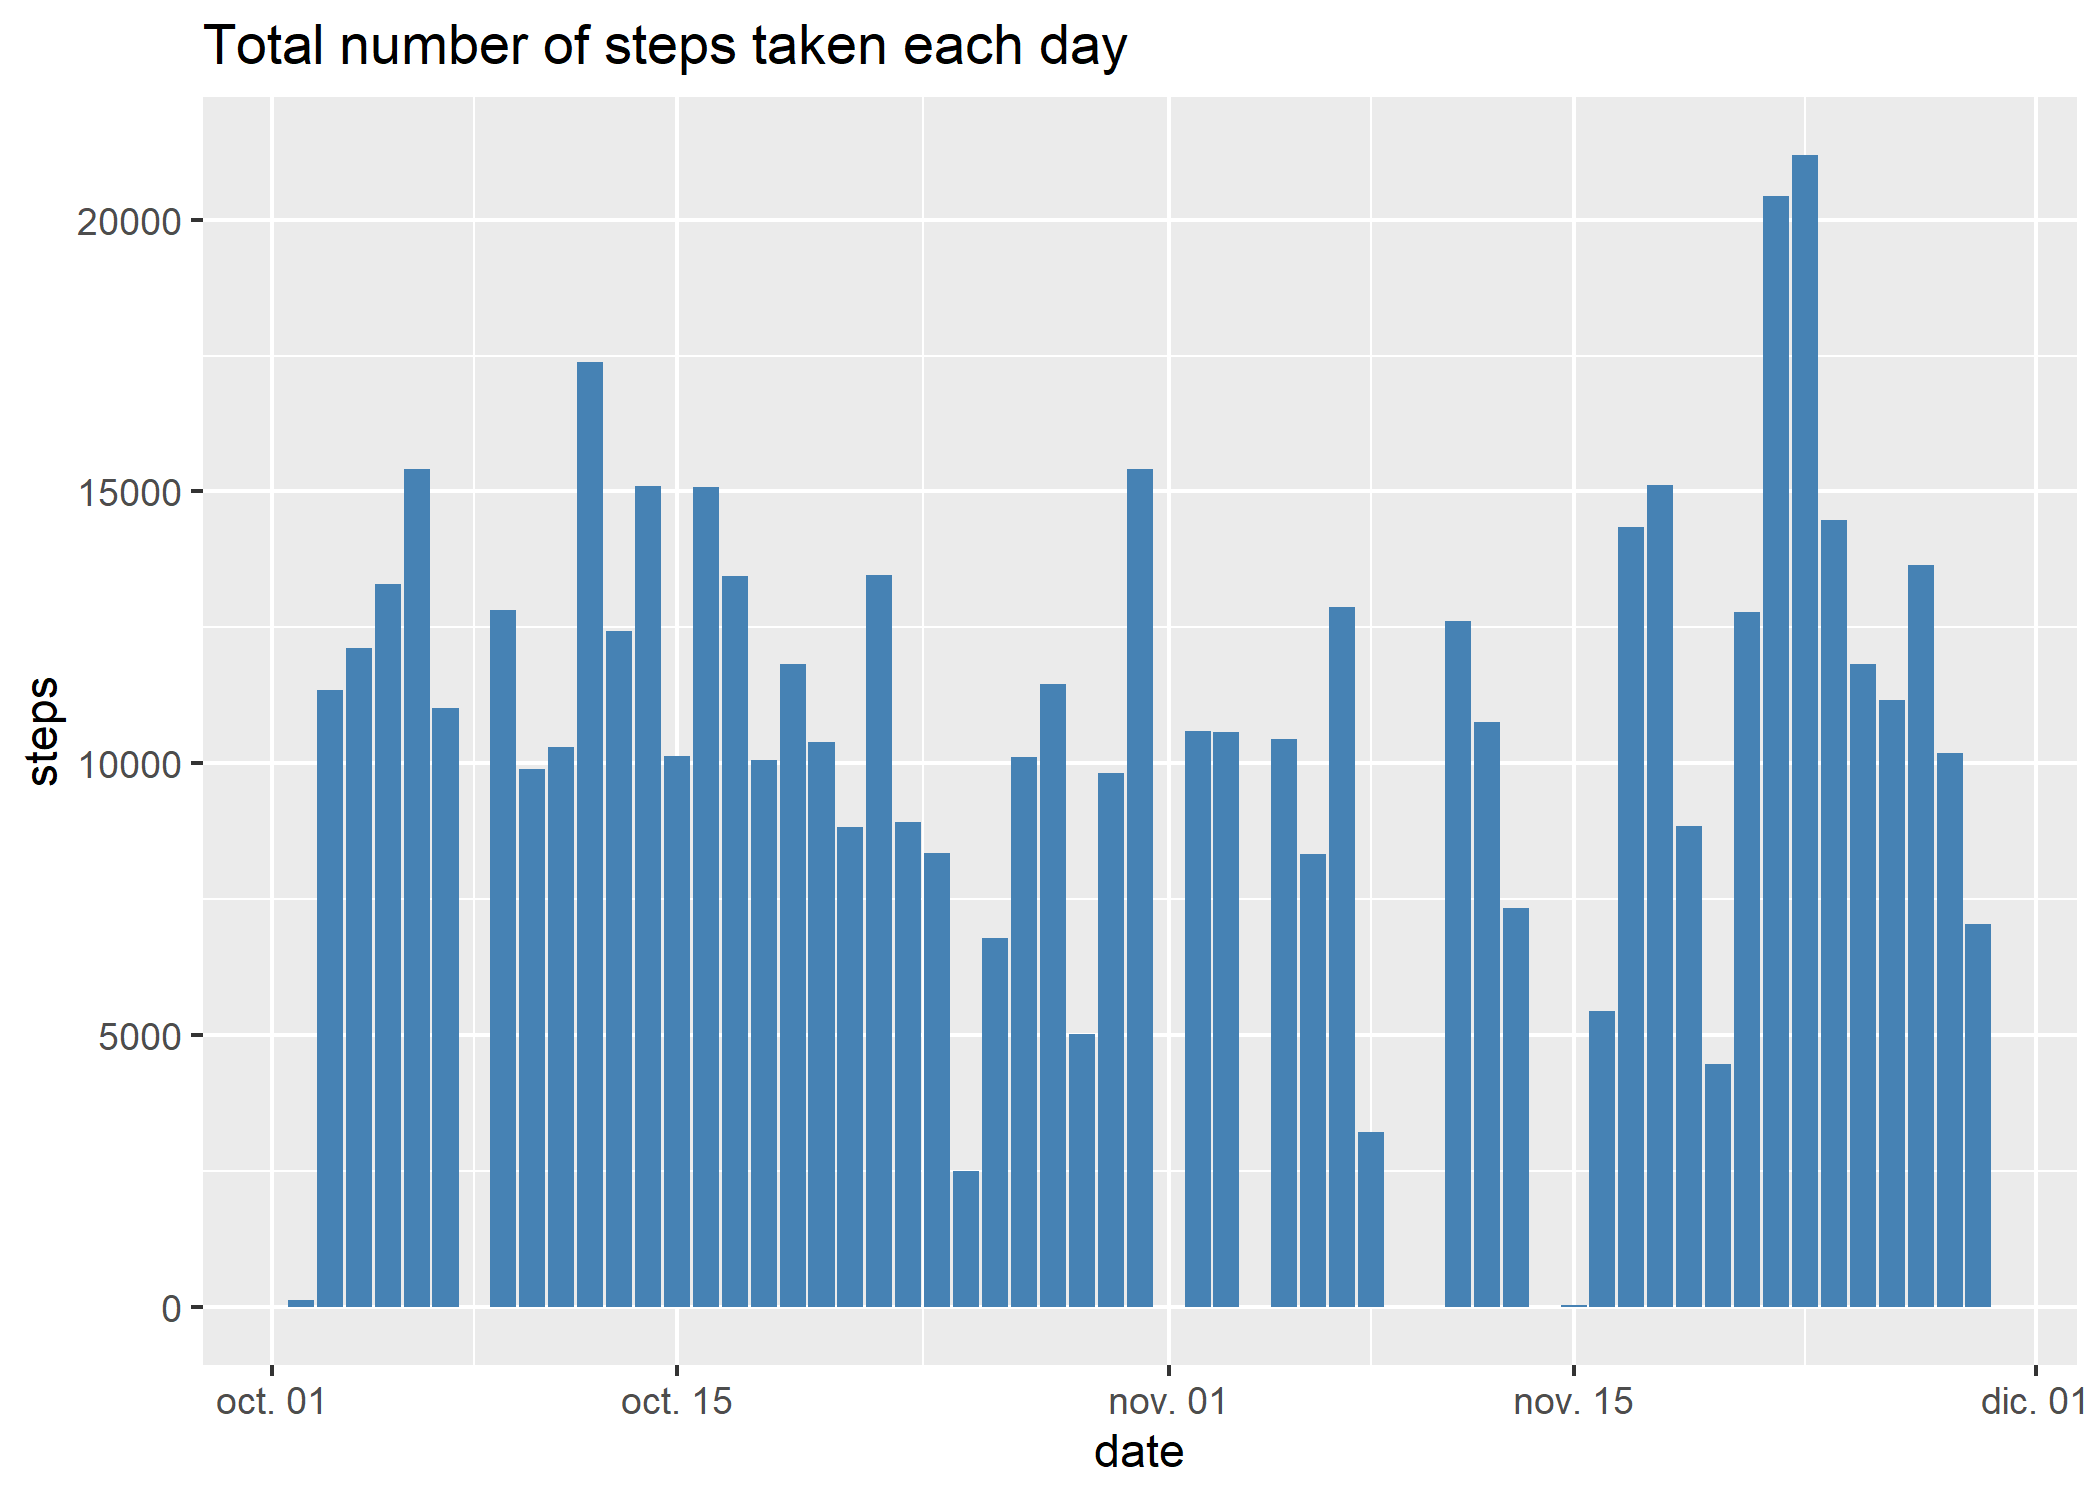 Total number of steps taken each day
steps
20000
15000
10000
5000
0
oct. 01
oct. 15
nov. 01
nov. 15
dic. 01
date